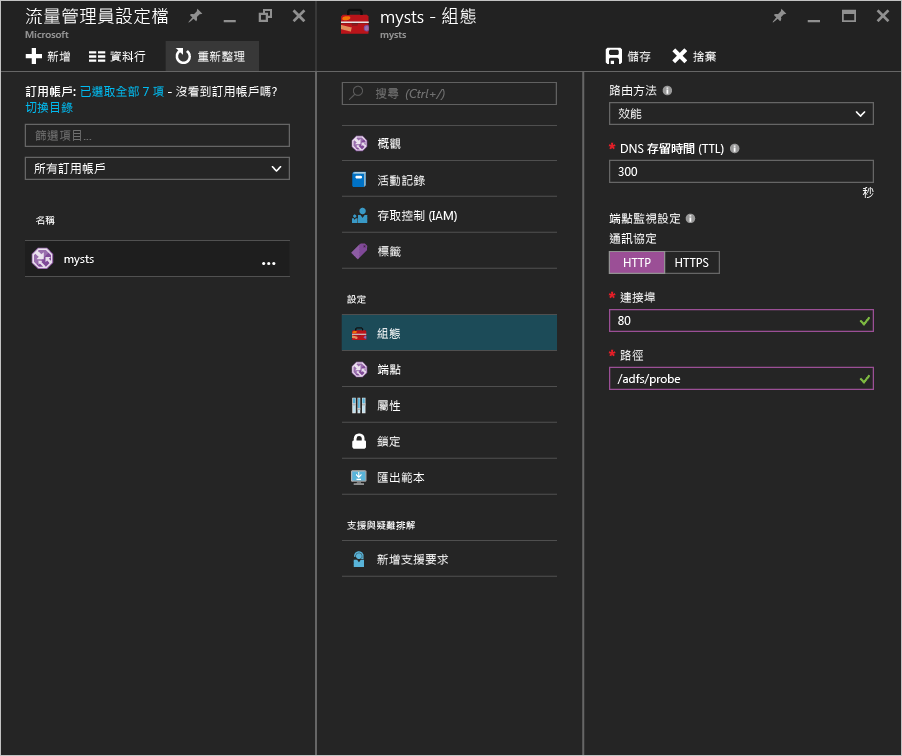 流量管理員設定檔
Microsoft
新增 資料行 重新整理
訂用帳戶: 已選取全部 7 項 - 沒看到訂用帳戶嗎?
切換目錄
篩選項目...
所有訂用帳戶
名稱
mysts ...
mysts - 組態
mysts
搜尋 (Ctrl+/)
概觀
活動記錄
存取控制 (IAM)
標籤
設定
組態
端點
屬性
鎖定
匯出範本
支援與疑難排解
新增支援要求
儲存 捨棄
路由方法
效能
* DNS 存留時間 (TTL)
300
秒
端點監視設定
通訊協定
HTTP HTTPS
* 連接埠
80
* 路徑
/adfs/probe